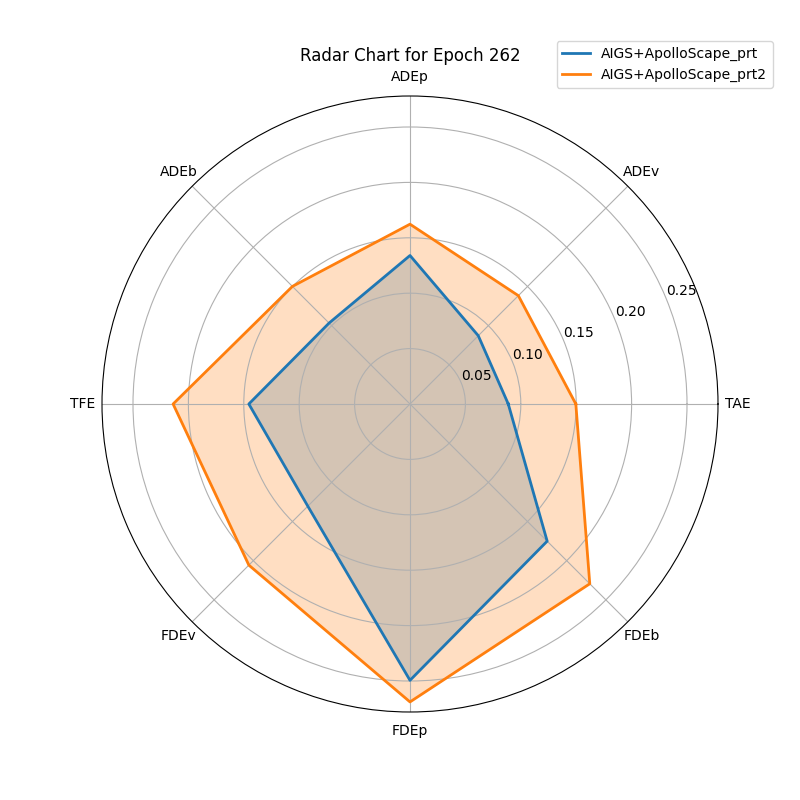 Radar Chart for Epoch 262
AIGS+ApolloScape_prt
AIGS+ApolloScape_prt2
ADEp
ADEb
ADEv
0.25
0.20
0.15
0.10
0.05
TFE
TAE
FDEv
FDEb
FDEp